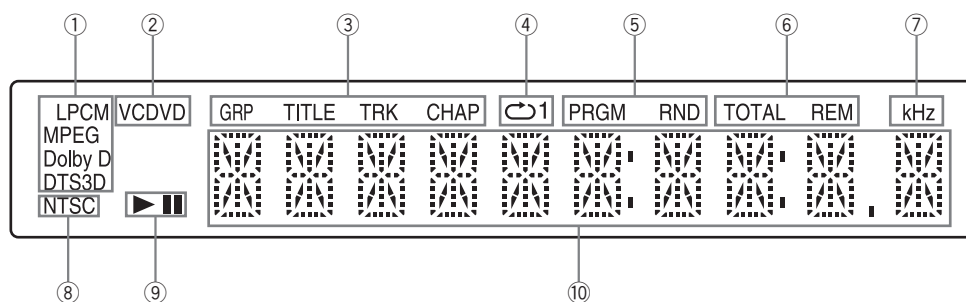 ① ② ③ ④ ⑤ ⑥ ⑦
LPCM VCDVD GRP TITLE TRK CHAP 1 PRGM RND TOTAL REM kHz
MPEG
Dolby D
DTS3D
NTSC
⑧ ⑨ ⑩